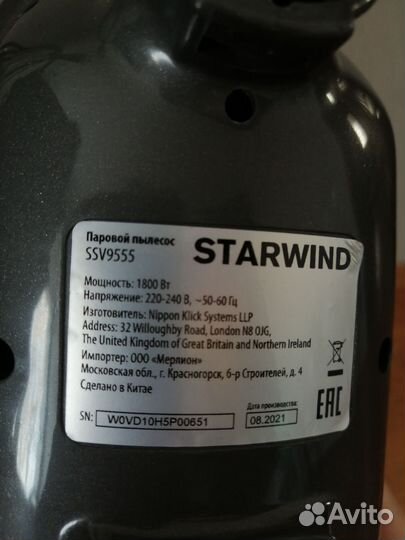 Паровой пылесос
SSV9555
STARWIND
Мощность: 1800 Вт
Напряжение: 220-240 В, ~50-60 Гц
Изготовитель: Nippon Klick Systems LLP
Address: 32 Willoughby Road, London N8 0JG,
The United Kingdom of Great Britain and Northern Ireland
Импортер: ООО «Мерлион»
Московская обл., г. Красногорск, б-р Строителей, д. 4
Сделано в Китае
SN: W0VD10H5P00651
Дата производства:
08.2021
EAC
Avito